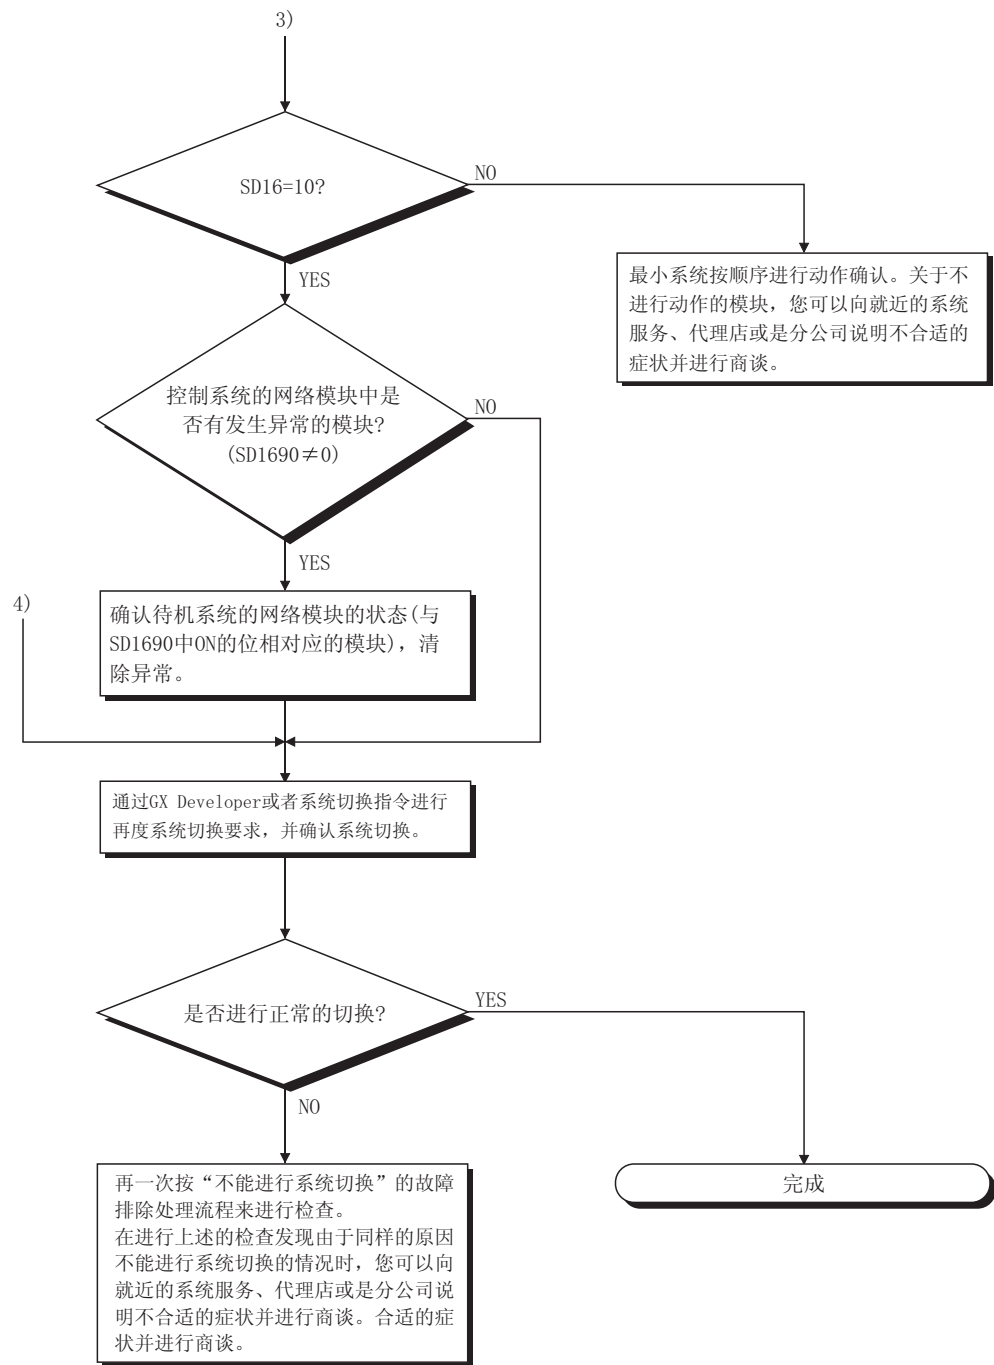 3)
SD16=10?
NO
YES
最小系统按顺序进行动作确认。关于不
进行动作的模块，您可以向就近的系统
服务、代理店或是分公司说明不合适的
症状并进行商谈。
控制系统的网络模块中是
否有发生异常的模块?
(SD1690≠0)
NO
YES
4)
确认待机系统的网络模块的状态(与
SD1690中ON的位相对应的模块)，清
除异常。
通过GX Developer或者系统切换指令进行
再度系统切换要求，并确认系统切换。
是否进行正常的切换?
YES
NO
再一次按“不能进行系统切换”的故障
排除处理流程来进行检查。
在进行上述的检查发现由于同样的原因
不能进行系统切换的情况时，您可以向
就近的系统服务、代理店或是分公司说
明不合适的症状并进行商谈。合适的症
状并进行商谈。
完成